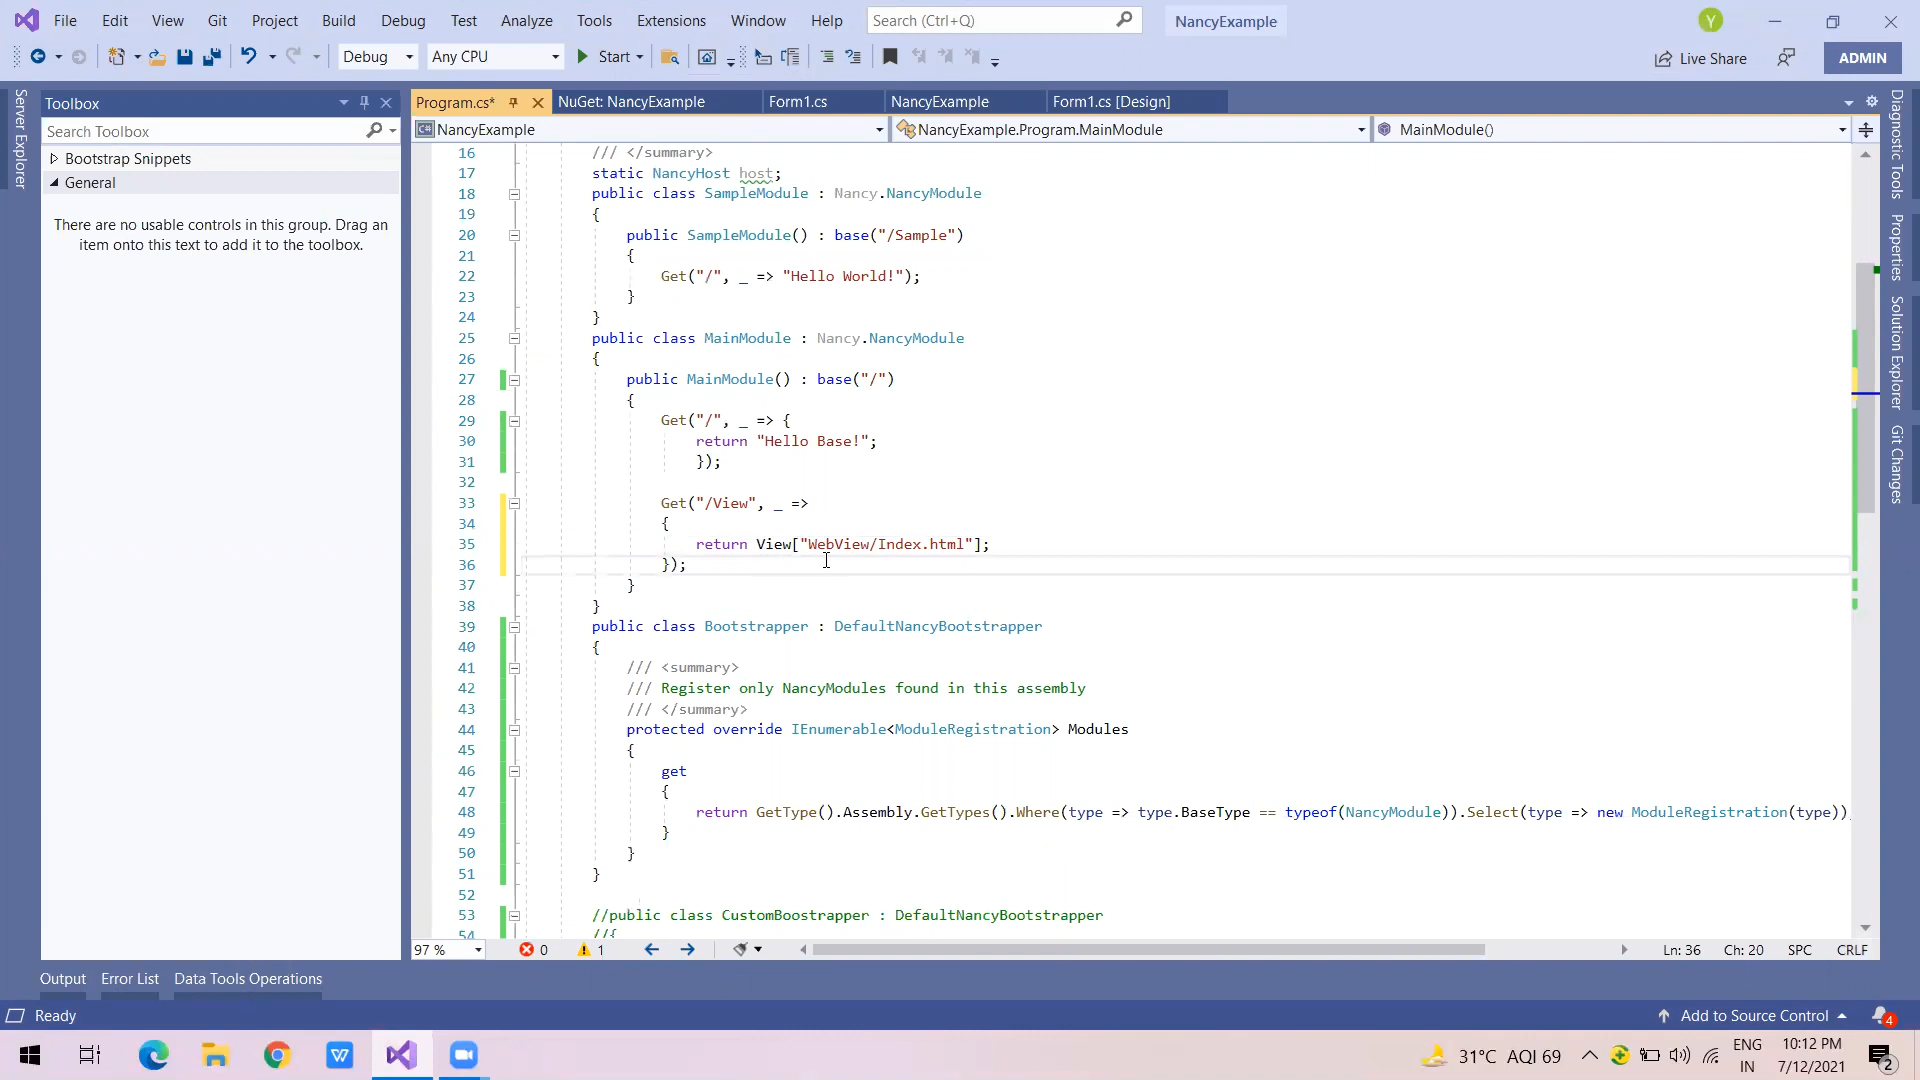 File Edit View Git Project Build Debug Test Analyze Tools Extensions Window Help Search (Ctrl+Q) NancyExample Y
Debug Any CPU Start Live Share ADMIN
Server Explorer
Toolbox
Search Toolbox
Bootstrap Snippets
General
There are no usable controls in this group. Drag an
item onto this text to add it to the toolbox.
Program.cs* NuGet: NancyExample Form1.cs NancyExample Form1.cs [Design]
C# NancyExample NancyExample.Program.MainModule MainModule()
16 /// </summary>
17 static NancyHost host;
18 public class SampleModule : Nancy.NancyModule
19 {
20 public SampleModule() : base("/Sample")
21 {
22 Get("/", _ => "Hello World!");
23 }
24 }
25 public class MainModule : Nancy.NancyModule
26 {
27 public MainModule() : base("/")
28 {
29 Get("/", _ => {
30 return "Hello Base!";
31 });
32
33 Get("/View", _ =>
34 {
35 return View["WebView/Index.html"];
36 });
37 }
38 }
39 public class Bootstrapper : DefaultNancyBootstrapper
40 {
41 /// <summary>
42 /// Register only NancyModules found in this assembly
43 /// </summary>
44 protected override IEnumerable<ModuleRegistration> Modules
45 {
46 get
47 {
48 return GetType().Assembly.GetTypes().Where(type => type.BaseType == typeof(NancyModule)).Select(type => new ModuleRegistration(type))
49 }
50 }
51 }
52
53 //public class CustomBoostrapper : DefaultNancyBootstrapper
54 //{
Diagnostic Tools
Properties
Solution Explorer
Git Changes
97 % 0 1 Ln: 36 Ch: 20 SPC CRLF
Output Error List Data Tools Operations
Ready Add to Source Control 4
31°C AQI 69 ENG IN 10:12 PM 7/12/2021 2